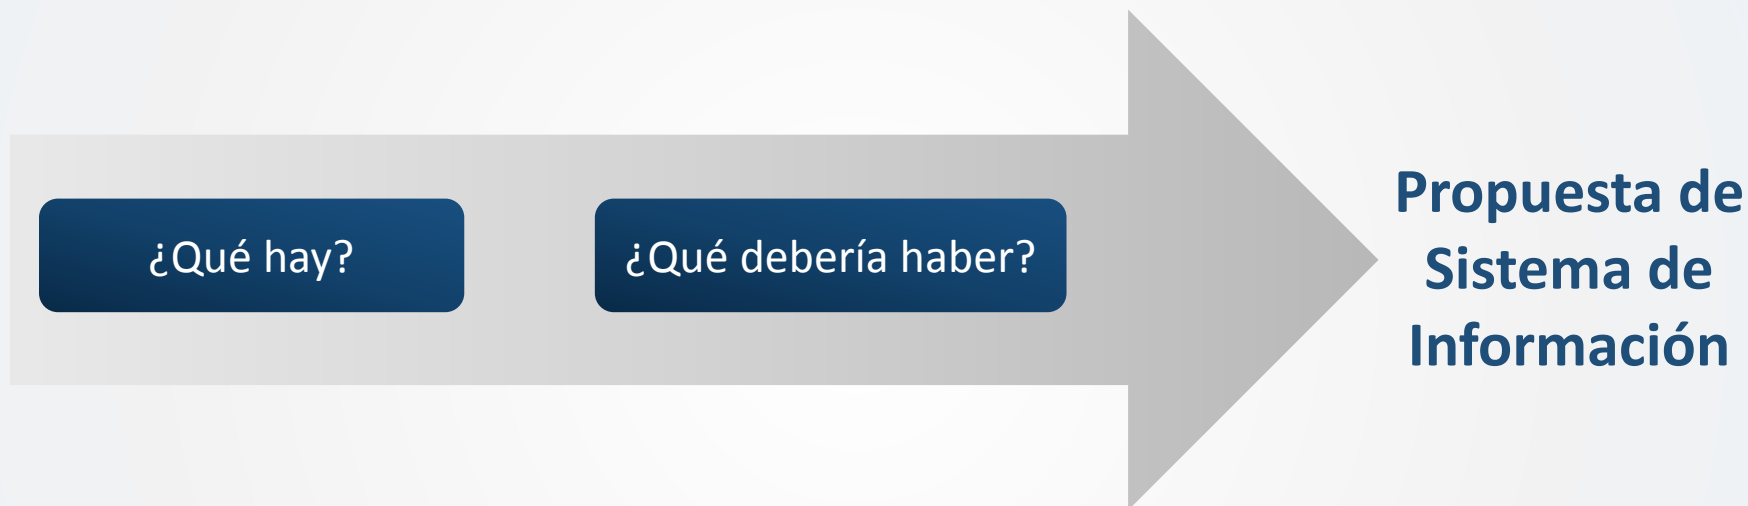 ¿Qué hay?
¿Qué debería haber?
Propuesta de
Sistema de
Información